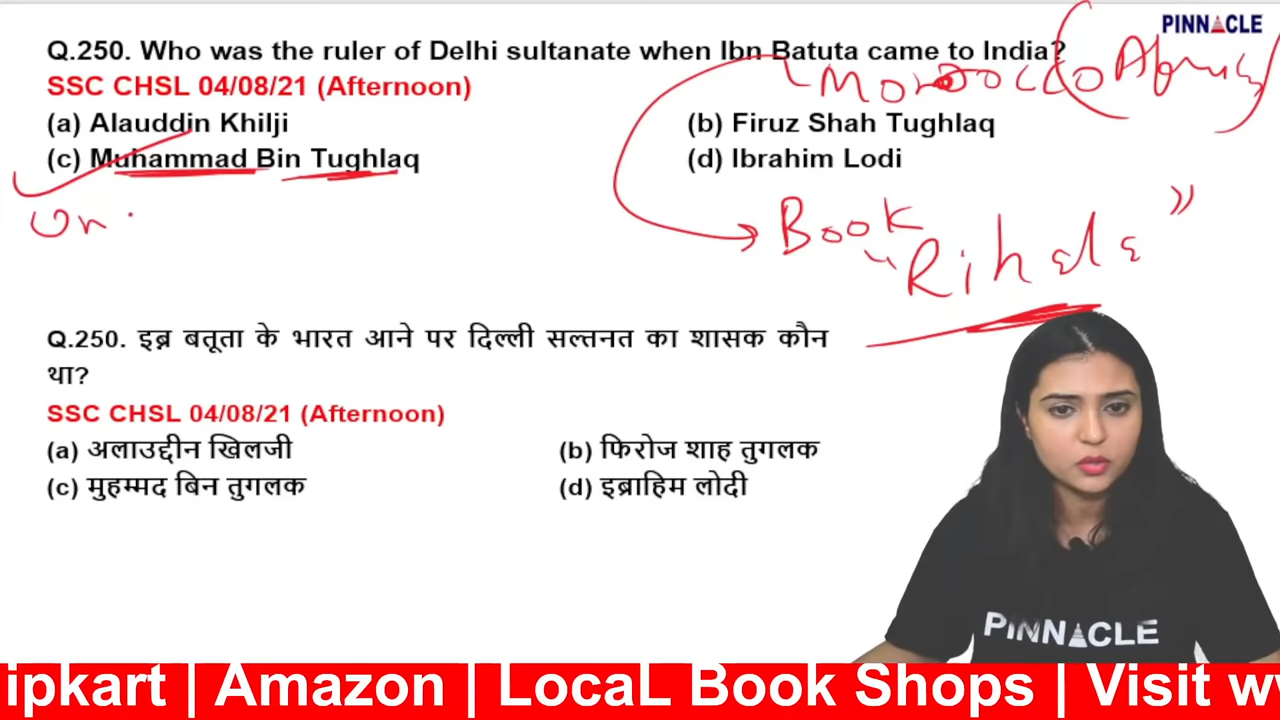 PINNACLE
Q.250. Who was the ruler of Delhi sultanate when Ibn Batuta came to India?
SSC CHSL 04/08/21 (Afternoon)
Morocco
(a) Alauddin Khilji (b) Firuz Shah Tughlaq
(c) Muhammad Bin Tughlaq (d) Ibrahim Lodi
Book
"Rihala"
Q.250. इब्न बतूता के भारत आने पर दिल्ली सल्तनत का शासक कौन
था?
SSC CHSL 04/08/21 (Afternoon)
(a) अलाउद्दीन खिलजी (b) फिरोज शाह तुगलक
(c) मुहम्मद बिन तुगलक (d) इब्राहिम लोदी
PINNACLE
ipkart | Amazon | LocaL Book Shops | Visit